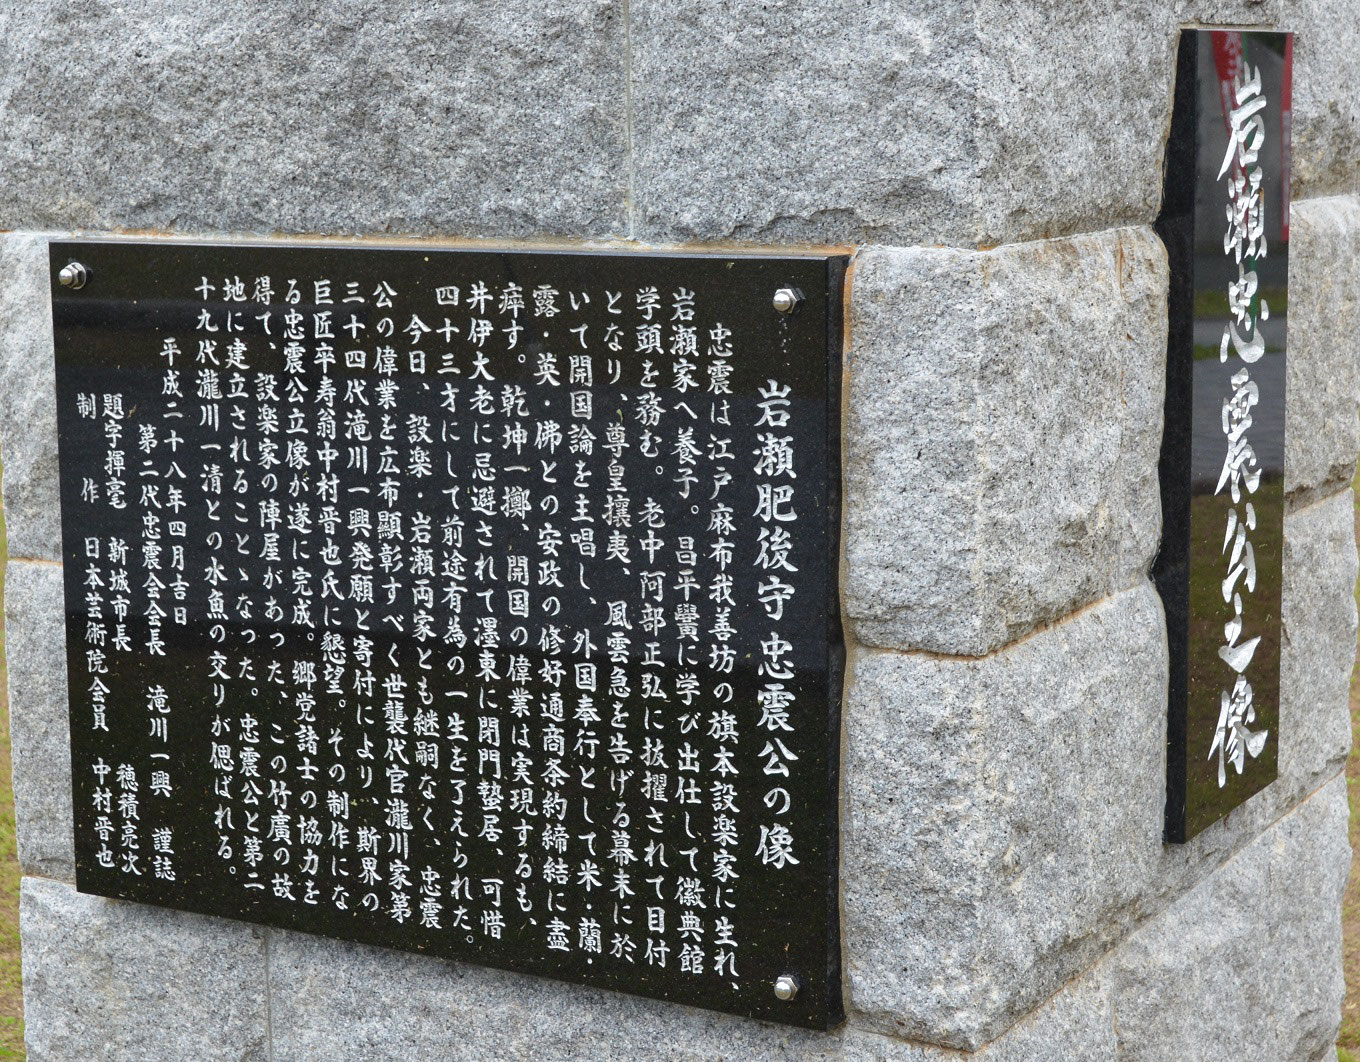 岩瀬忠震公之像
岩瀬肥後守忠震公の像
忠震は江戸麻布我善坊の旗本設楽家に生れ、
岩瀬家へ養子。昌平黌に学び出仕して徽典館
学頭を務む。老中阿部正弘に抜擢されて目付
となり、尊皇攘夷、風雲急を告げる幕末に於
いて開国論を主唱し、外国奉行として米・蘭・
露・英・佛との安政の修好通商条約締結に盡
瘁す。乾坤一擲、開国の偉業は実現するも、
井伊大老に忌避されて濹東に閉門蟄居、可惜
四十三才にして前途有為の一生を了えられた。
今日、設楽・岩瀬両家とも継嗣なく、忠震
公の偉業を広布顯彰すべく世襲代官瀧川家第
三十四代滝川一興発願と寄付により、斯界の
巨匠卒寿翁中村晋也氏に懇望。その制作にな
る忠震公立像が遂に完成。郷党諸士の協力を
得て、設楽家の陣屋があった、この竹廣の故
地に建立されることゝなった。忠震公と第二
十九代瀧川一清との水魚の交りが偲ばれる。
平成二十八年四月吉日
第二代忠震会会長 滝川一興 謹誌
題字揮毫 新城市長 穂積亮次
制作 日本芸術院会員 中村晋也